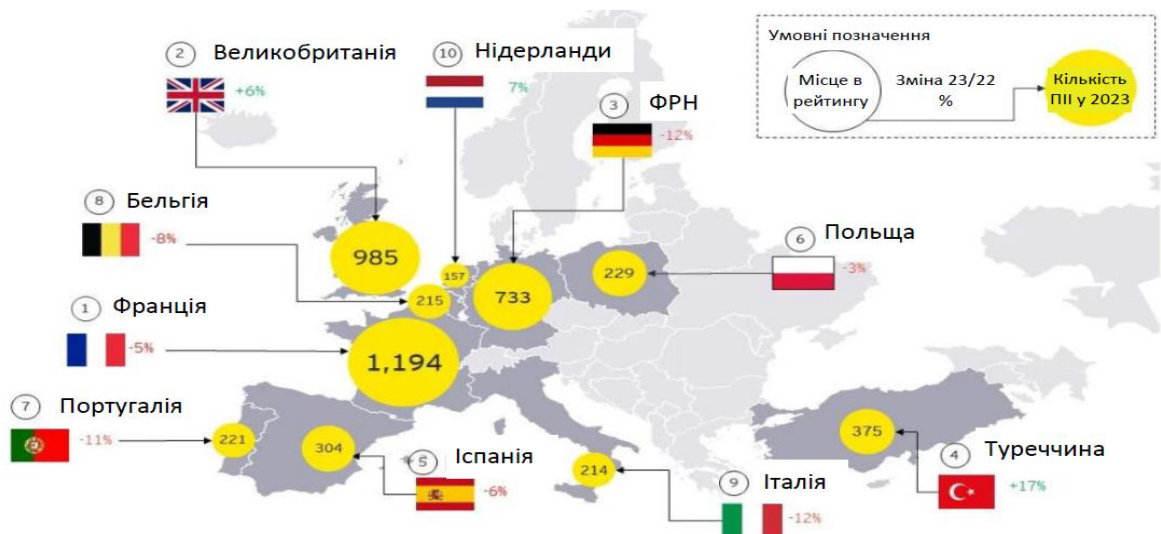 Умовні позначення
Місце в
рейтингу
Зміна 23/22
%
Кількість
ПІІ у 2023
2 Великобританія
+6%
10 Нідерланди
7%
3 ФРН
-12%
8 Бельгія
-8%
6 Польща
-3%
985
157
733
229
215
1 Франція
-5%
1,194
7 Португалія
-11%
221
304
5 Іспанія
-6%
214
9 Італія
-12%
375
4 Туреччина
+17%